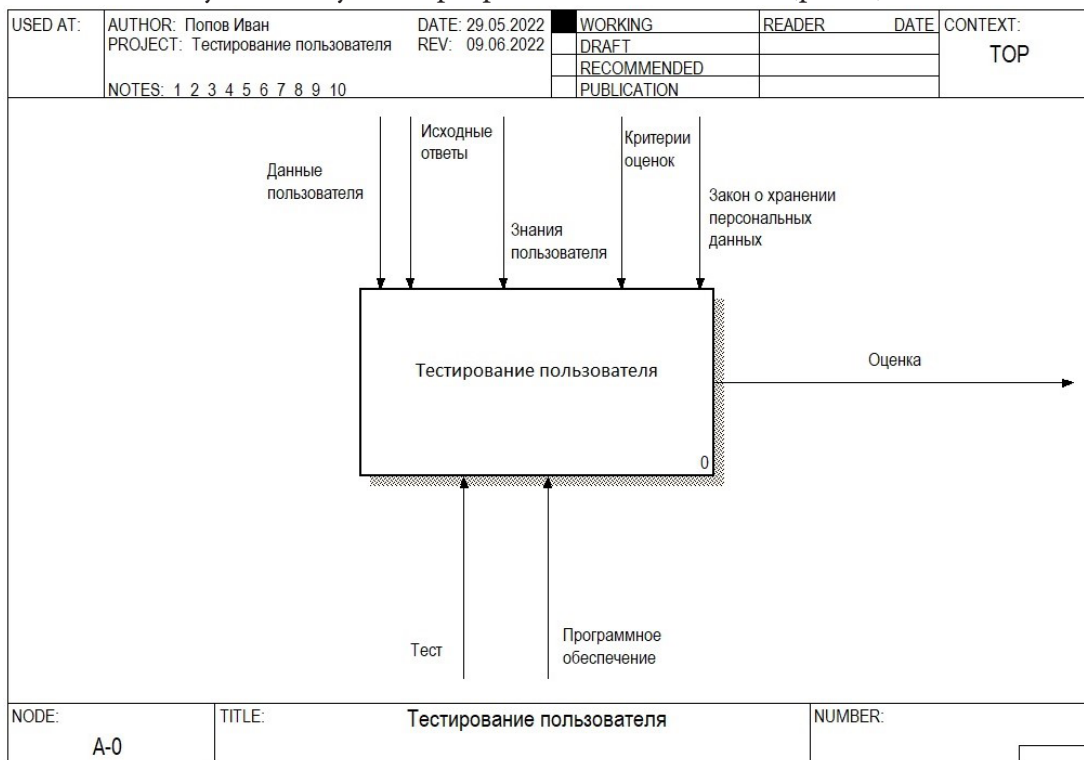 USED AT:
AUTHOR: Попов Иван
DATE: 29.05.2022
PROJECT: Тестирование пользователя
REV: 09.06.2022
NOTES: 1 2 3 4 5 6 7 8 9 10
WORKING
DRAFT
RECOMMENDED
PUBLICATION
READER DATE
CONTEXT:
TOP
Исходные
ответы
Критерии
оценок
Данные
пользователя
Закон о хранении
персональных
данных
Знания
пользователя
Тестирование пользователя
0
Оценка
Тест
Программное
обеспечение
NODE:
A-0
TITLE:
Тестирование пользователя
NUMBER: